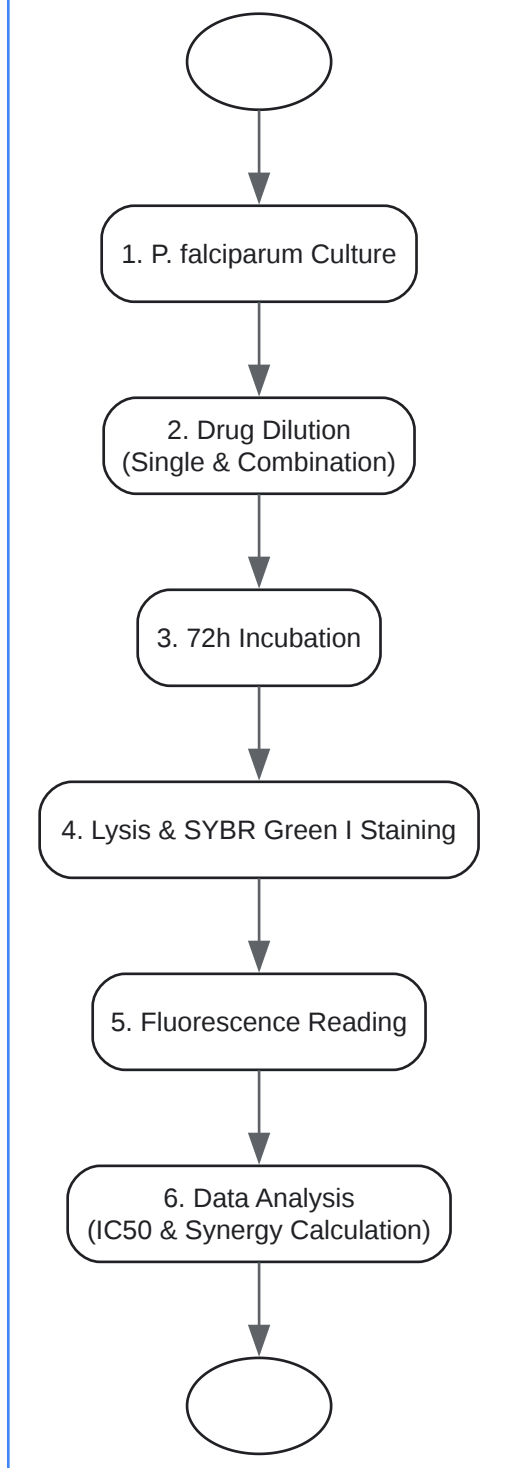 1. P. falciparum Culture
2. Drug Dilution
(Single & Combination)
3. 72h Incubation
4. Lysis & SYBR Green I Staining
5. Fluorescence Reading
6. Data Analysis
(IC50 & Synergy Calculation)